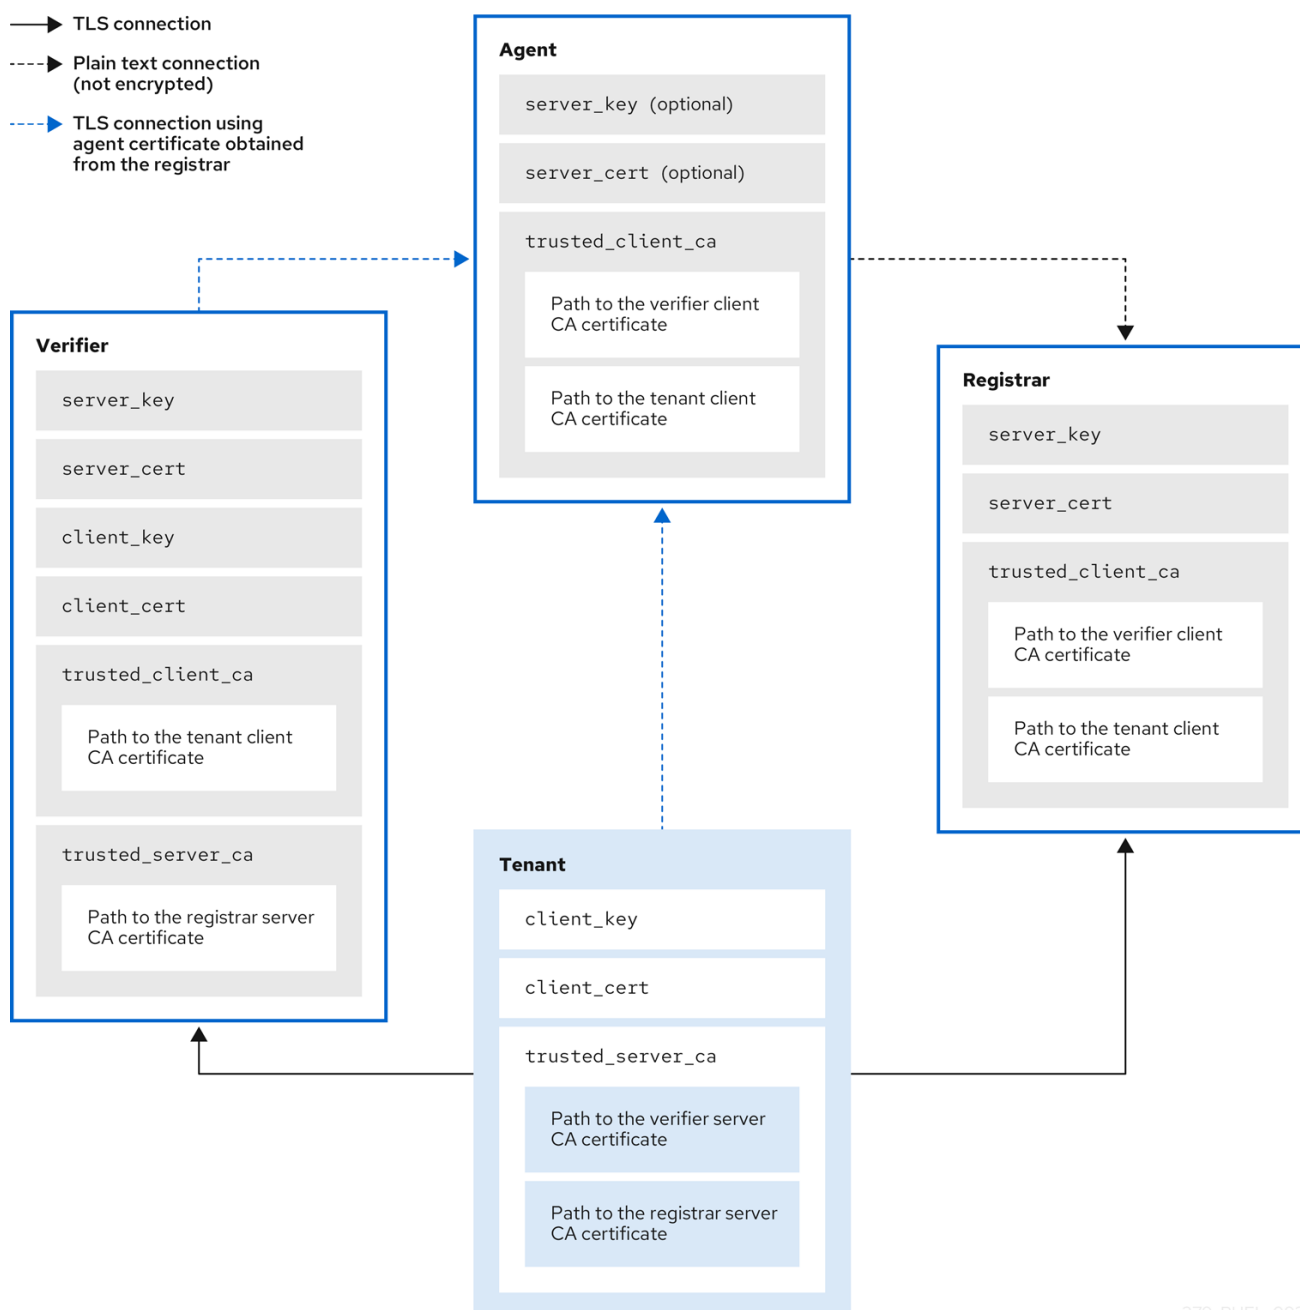 TLS connection
Plain text connection
(not encrypted)
TLS connection using
agent certificate obtained
from the registrar
Agent
server_key (optional)
server_cert (optional)
trusted_client_ca
Path to the verifier client
CA certificate
Path to the tenant client
CA certificate
Verifier
server_key
server_cert
client_key
client_cert
trusted_client_ca
Path to the tenant client
CA certificate
trusted_server_ca
Path to the registrar server
CA certificate
Registrar
server_key
server_cert
trusted_client_ca
Path to the verifier client
CA certificate
Path to the tenant client
CA certificate
Tenant
client_key
client_cert
trusted_server_ca
Path to the verifier server
CA certificate
Path to the registrar server
CA certificate